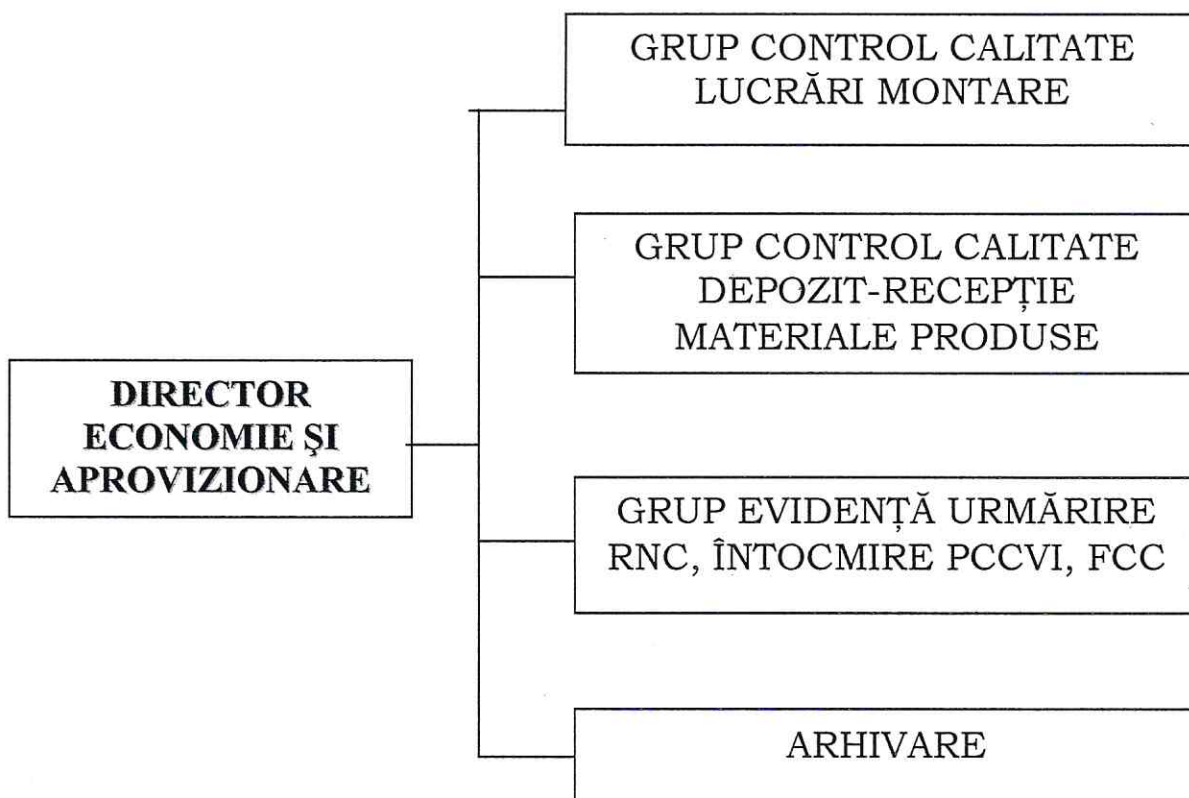 GRUP CONTROL CALITATE
LUCRĂRI MONTARE
GRUP CONTROL CALITATE
DEPOZIT-RECEPȚIE
MATERIALE PRODUSE
DIRECTOR
ECONOMIE ȘI
APROVIZIONARE
GRUP EVIDENȚĂ URMĂRIRE
RNC, ÎNTOCMIRE PCCVI, FCC
ARHIVARE